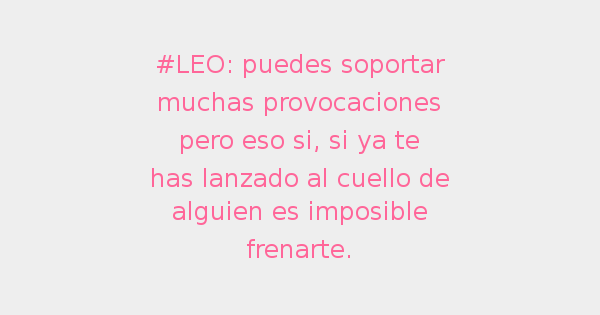 #LEO: puedes soportar
muchas provocaciones
pero eso si, si ya te
has lanzado al cuello de
alguien es imposible
frenarte.